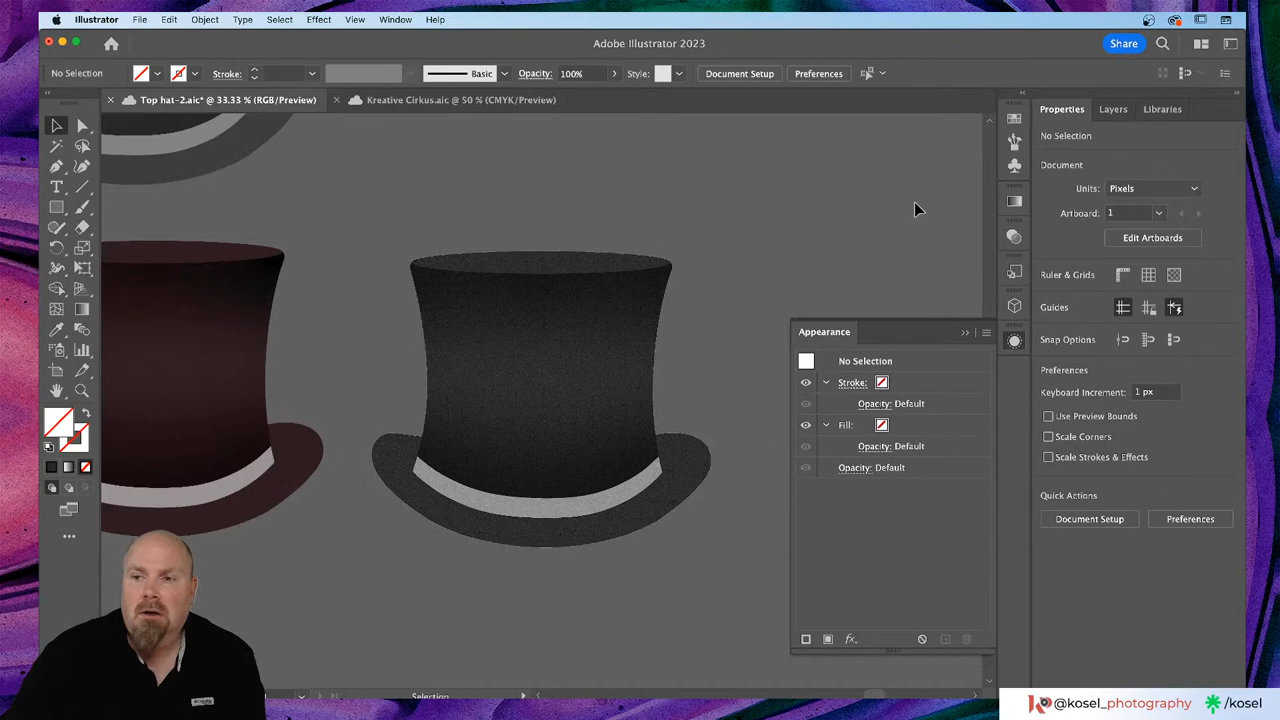 Illustrator File Edit Object Type Select Effect View Window Help
Adobe Illustrator 2023
Share
No Selection
Stroke:
Basic
Opacity: 100%
Style:
Document Setup
Preferences
Top hat-2.aic* @ 33.33 % (RGB/Preview)
Kreative Cirkus.aic @ 50 % (CMYK/Preview)
Properties Layers Libraries
No Selection
Document
Units: Pixels
Artboard: 1
Edit Artboards
Ruler & Grids
Guides
Snap Options
Preferences
Keyboard Increment: 1 px
Use Preview Bounds
Scale Corners
Scale Strokes & Effects
Quick Actions
Document Setup Preferences
Appearance
No Selection
Stroke:
Opacity: Default
Fill:
Opacity: Default
Opacity: Default
fx.
Selection
@kosel_photography /kosel